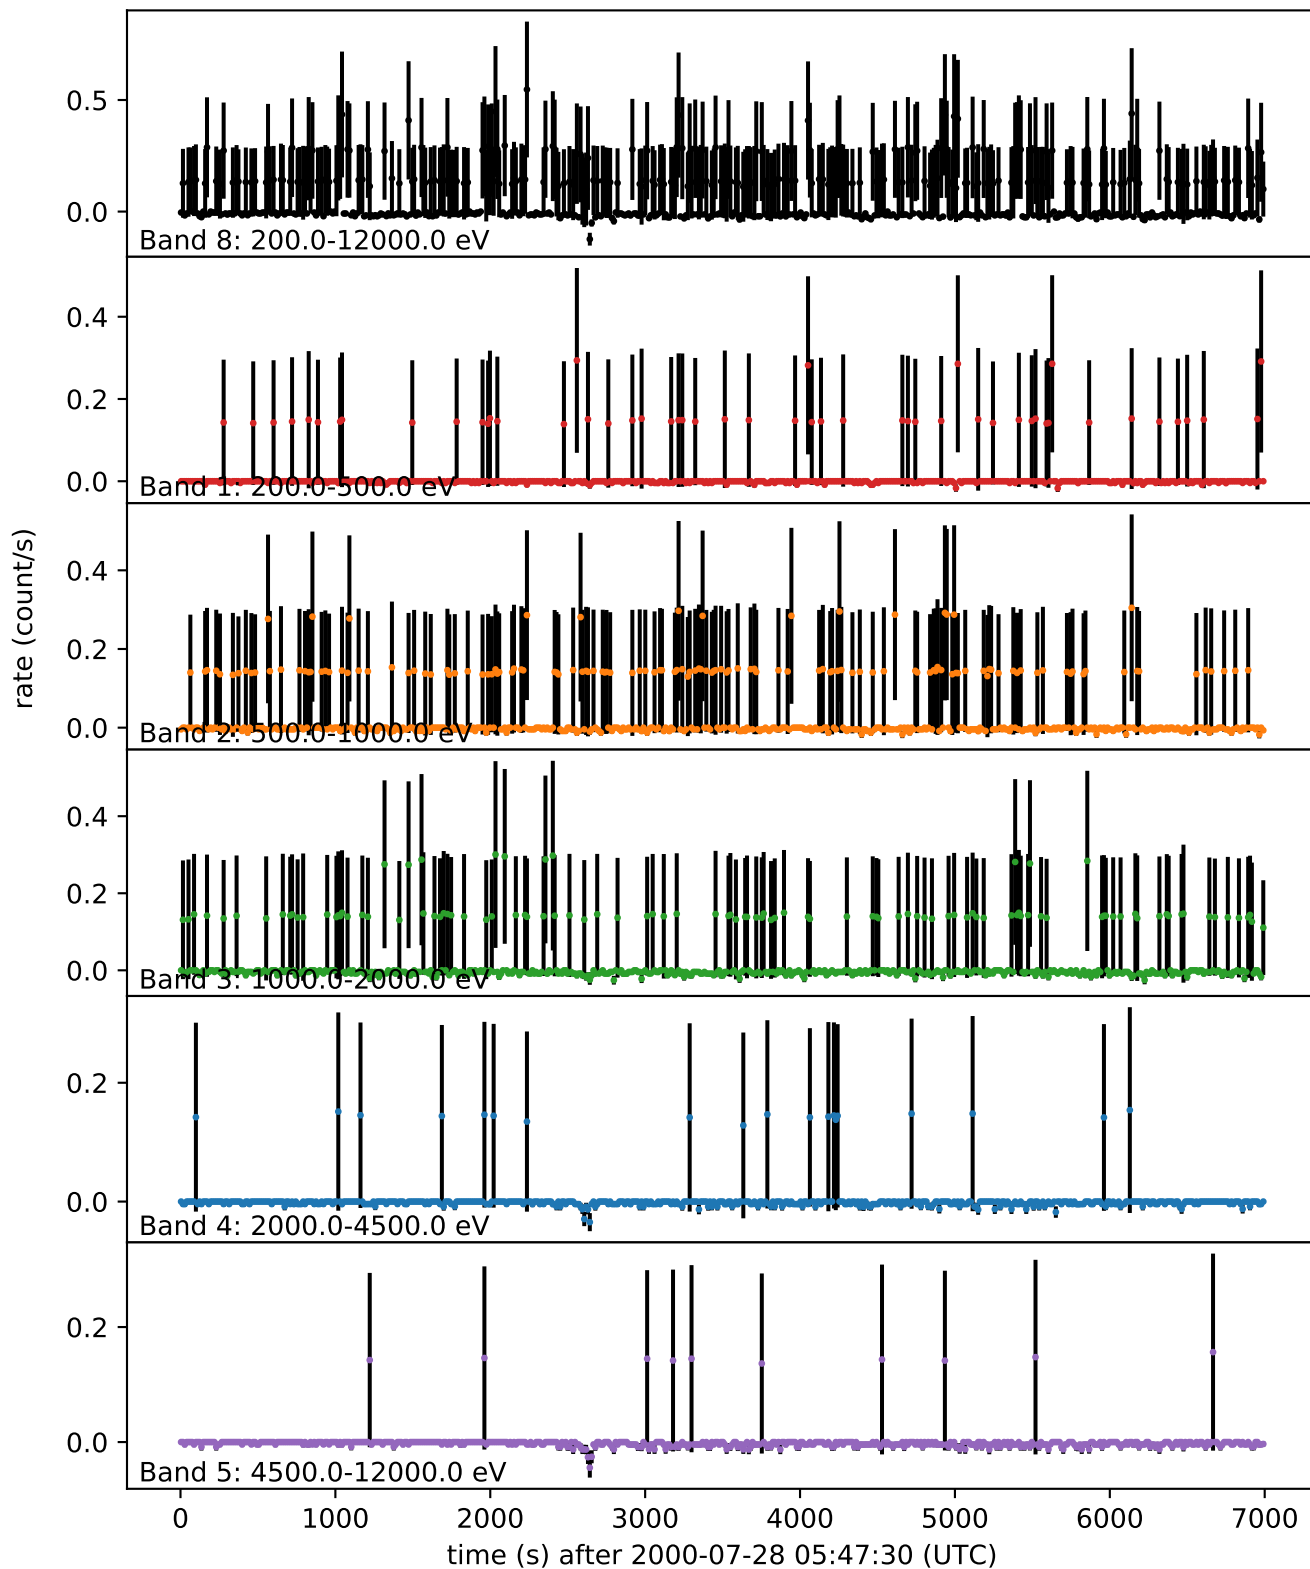 0.5
0.0
Band 8: 200.0-12000.0 eV
0.4
0.2
0.0
Band 1: 200.0-500.0 eV
rate (count/s)
0.4
0.2
0.0
Band 2: 500.0-1000.0 eV
0.4
0.2
0.0
Band 3: 1000.0-2000.0 eV
0.2
0.0
Band 4: 2000.0-4500.0 eV
0.2
0.0
Band 5: 4500.0-12000.0 eV
0 1000 2000 3000 4000 5000 6000 7000
time (s) after 2000-07-28 05:47:30 (UTC)